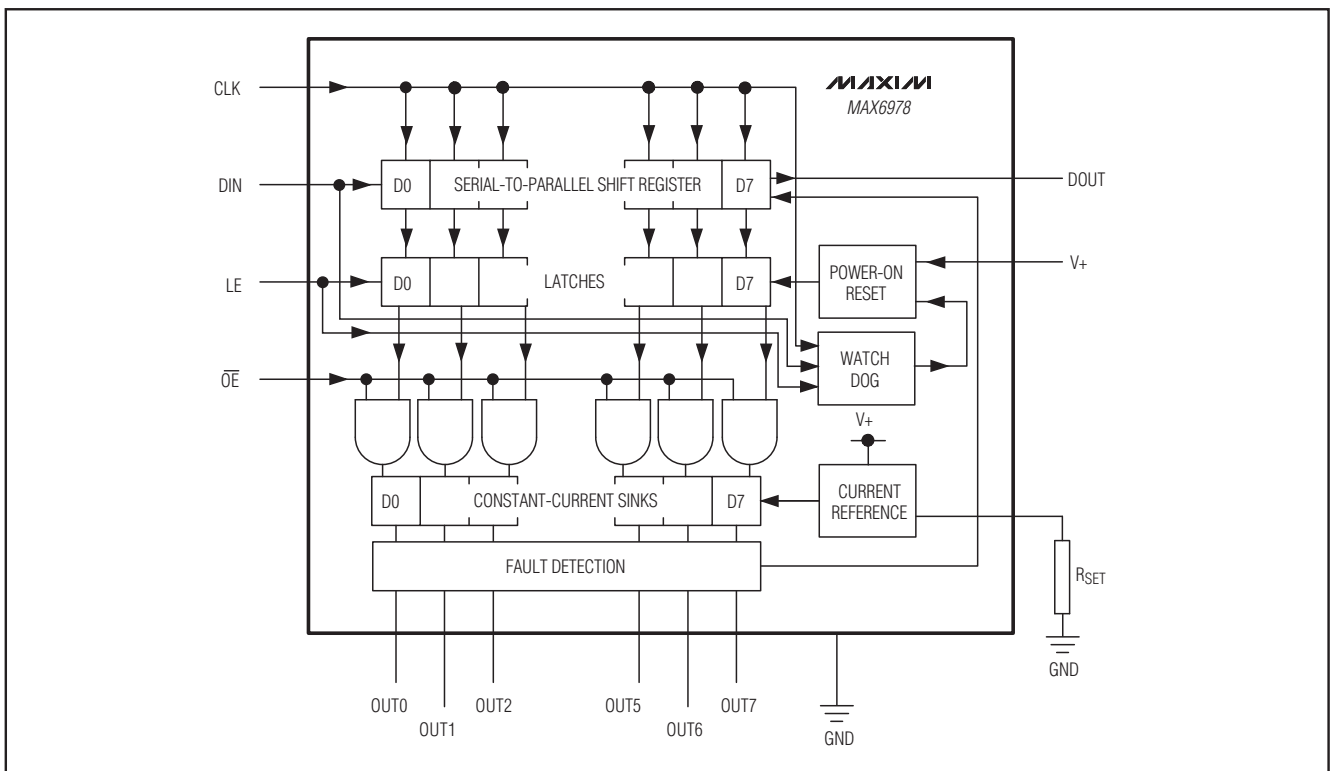 MAXIM
MAX6978
CLK
DIN
D0
SERIAL-TO-PARALLEL SHIFT REGISTER
D7
DOUT
LE
D0
LATCHES
D7
POWER-ON
RESET
V+
WATCH
DOG
OE
V+
D0
CONSTANT-CURRENT SINKS
D7
CURRENT
REFERENCE
FAULT DETECTION
RSET
GND
OUT0
OUT1
OUT2
OUT5
OUT6
OUT7
GND